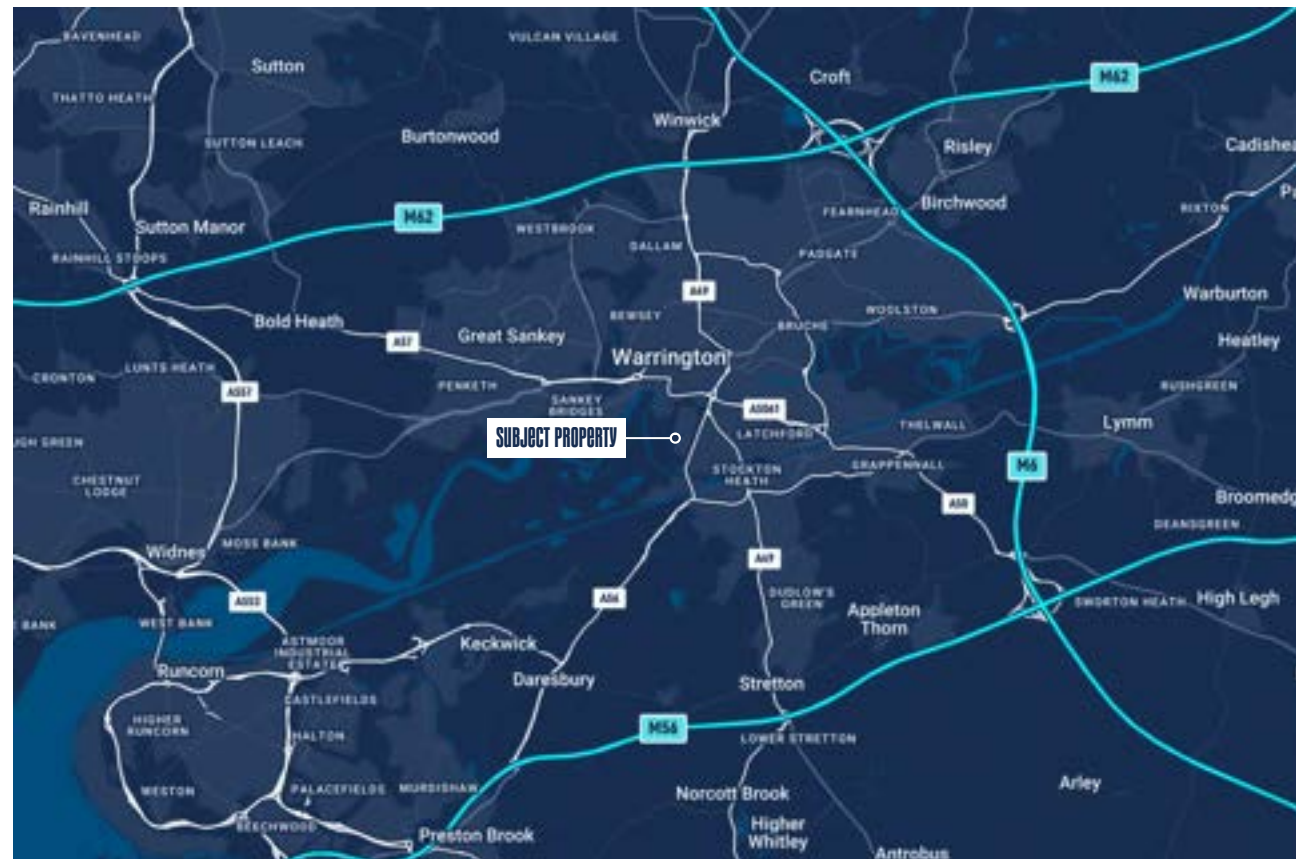 RAVENHEAD
VULCAN VILLAGE
Sutton
Croft
M62
THATTO HEATH
Winwick
SUTTON LEACH
Burtonwood
Risley
Cadishea
Rainhill
Birchwood
M62
FEARNHEAD
RIXTON
Sutton Manor
WESTBROOK
DALLAM
PADGATE
RAINHILL STOOPS
A49
Warburton
Bold Heath
BEWSEY
WOOLSTON
Great Sankey
BRUCHE
A57
Heatley
Warrington
LUNTS HEATH
CRONTON
PENKETH
RUSHGREEN
A557
SANKEY
BRIDGES
A5061
Lymm
THELWALL
SUBJECT PROPERTY
LATCHFORD
UGH GREEN
STOCKTON
HEATH
GRAPPENHALL
M6
CHESTNUT
LODGE
A50
Broomedg
DEANSGREEN
MOSS BANK
Widnes
A49
DUDLOW'S
GREEN
A56
A533
Appleton
Thorn
SWORTON HEATH
High Legh
BANK
WEST BANK
ASTMOOR
INDUSTRIAL
ESTATE
Keckwick
Runcorn
Daresbury
Stretton
CASTLEFIELDS
HIGHER
RUNCORN
M56
HALTON
LOWER STRETTON
WESTON
PALACEFIELDS
MURDISHAW
Arley
Norcott Brook
BEECHWOOD
Preston Brook
Higher
Whitley
Antrobus